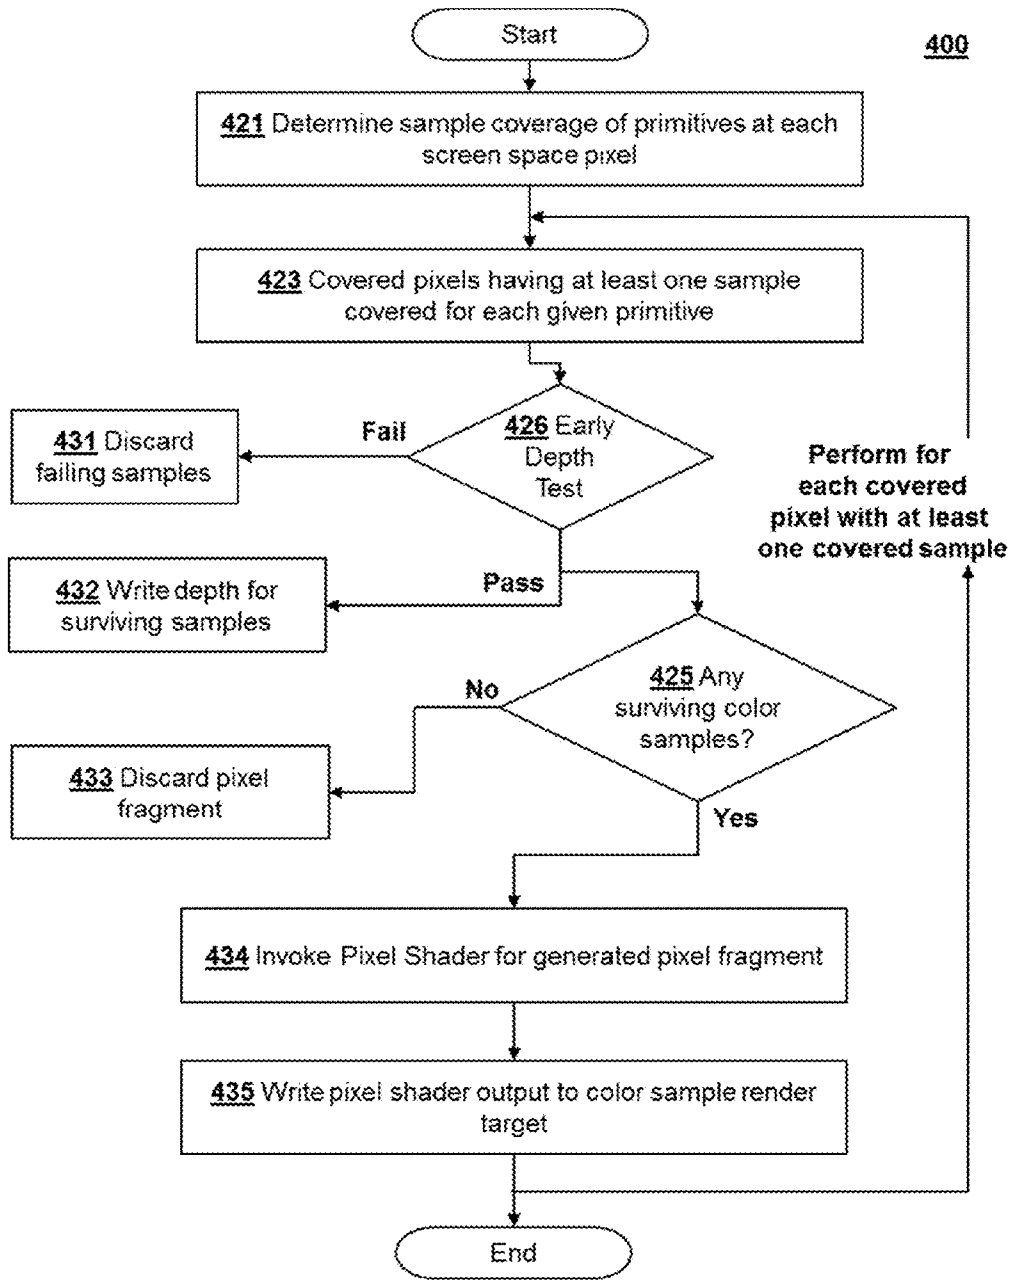 Start
400
421 Determine sample coverage of primitives at each
screen space pixel
423 Covered pixels having at least one sample
covered for each given primitive
426 Early
Depth
Test
Fail
431 Discard
failing samples
Perform for
each covered
pixel with at least
one covered sample
Pass
432 Write depth for
surviving samples
425 Any
surviving color
samples?
No
433 Discard pixel
fragment
Yes
434 Invoke Pixel Shader for generated pixel fragment
435 Write pixel shader output to color sample render
target
End